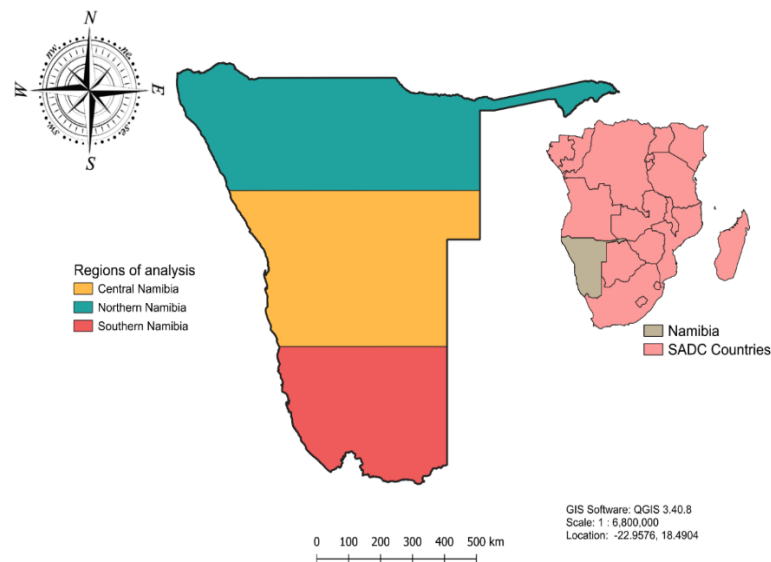 N
nw
ne
W
E
sw
se
S
Regions of analysis
Central Namibia
Northern Namibia
Southern Namibia
Namibia
SADC Countries
GIS Software: QGIS 3.40.8
Scale: 1 : 6,800,000
Location: -22.9576, 18.4904
0 100 200 300 400 500 km